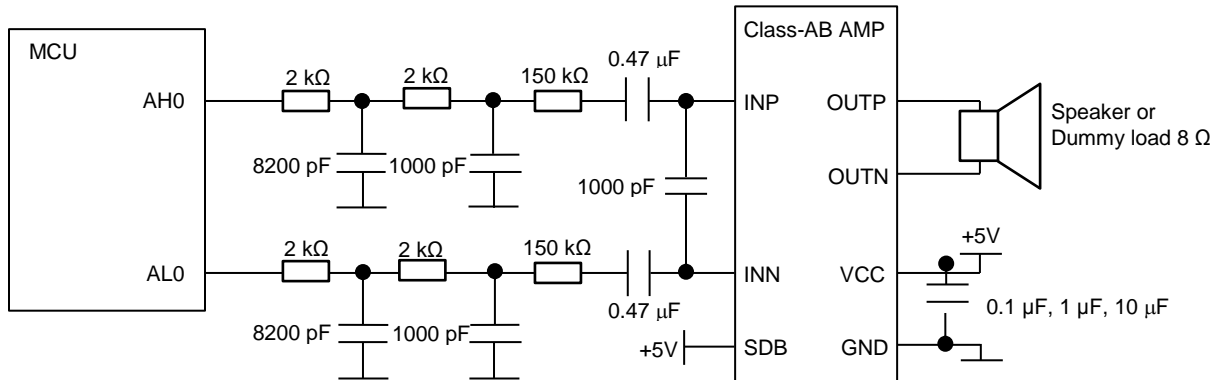 Class-AB AMP
MCU
0.47 μF
2 kΩ
2 kΩ
150 kΩ
AH0
INP
OUTP
Speaker or
Dummy load 8 Ω
8200 pF
1000 pF
1000 pF
OUTN
2 kΩ
2 kΩ
150 kΩ
+5V
AL0
INN
VCC
0.47 μF
0.1 μF, 1 μF, 10 μF
8200 pF
1000 pF
+5V
SDB
GND